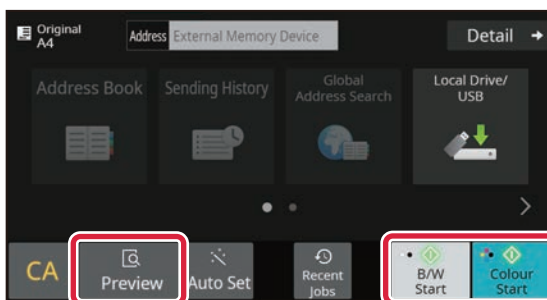 Original
A4
Address External Memory Device
Detail
Address Book
Sending History
Global
Address Search
Local Drive/
USB
CA
Preview
Auto Set
Recent
Jobs
B/W
Start
Colour
Start